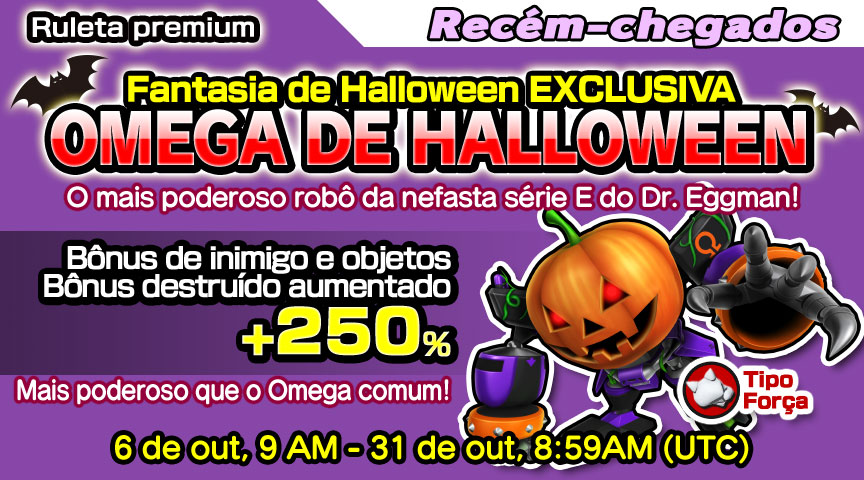 Ruleta premium
Recém-chegados
Fantasia de Halloween EXCLUSIVA
OMEGA DE HALLOWEEN
O mais poderoso robô da nefasta série E do Dr. Eggman!
Bônus de inimigo e objetos
Bônus destruído aumentado
+250%
Mais poderoso que o Omega comum!
Tipo
Força
6 de out, 9 AM - 31 de out, 8:59AM (UTC)